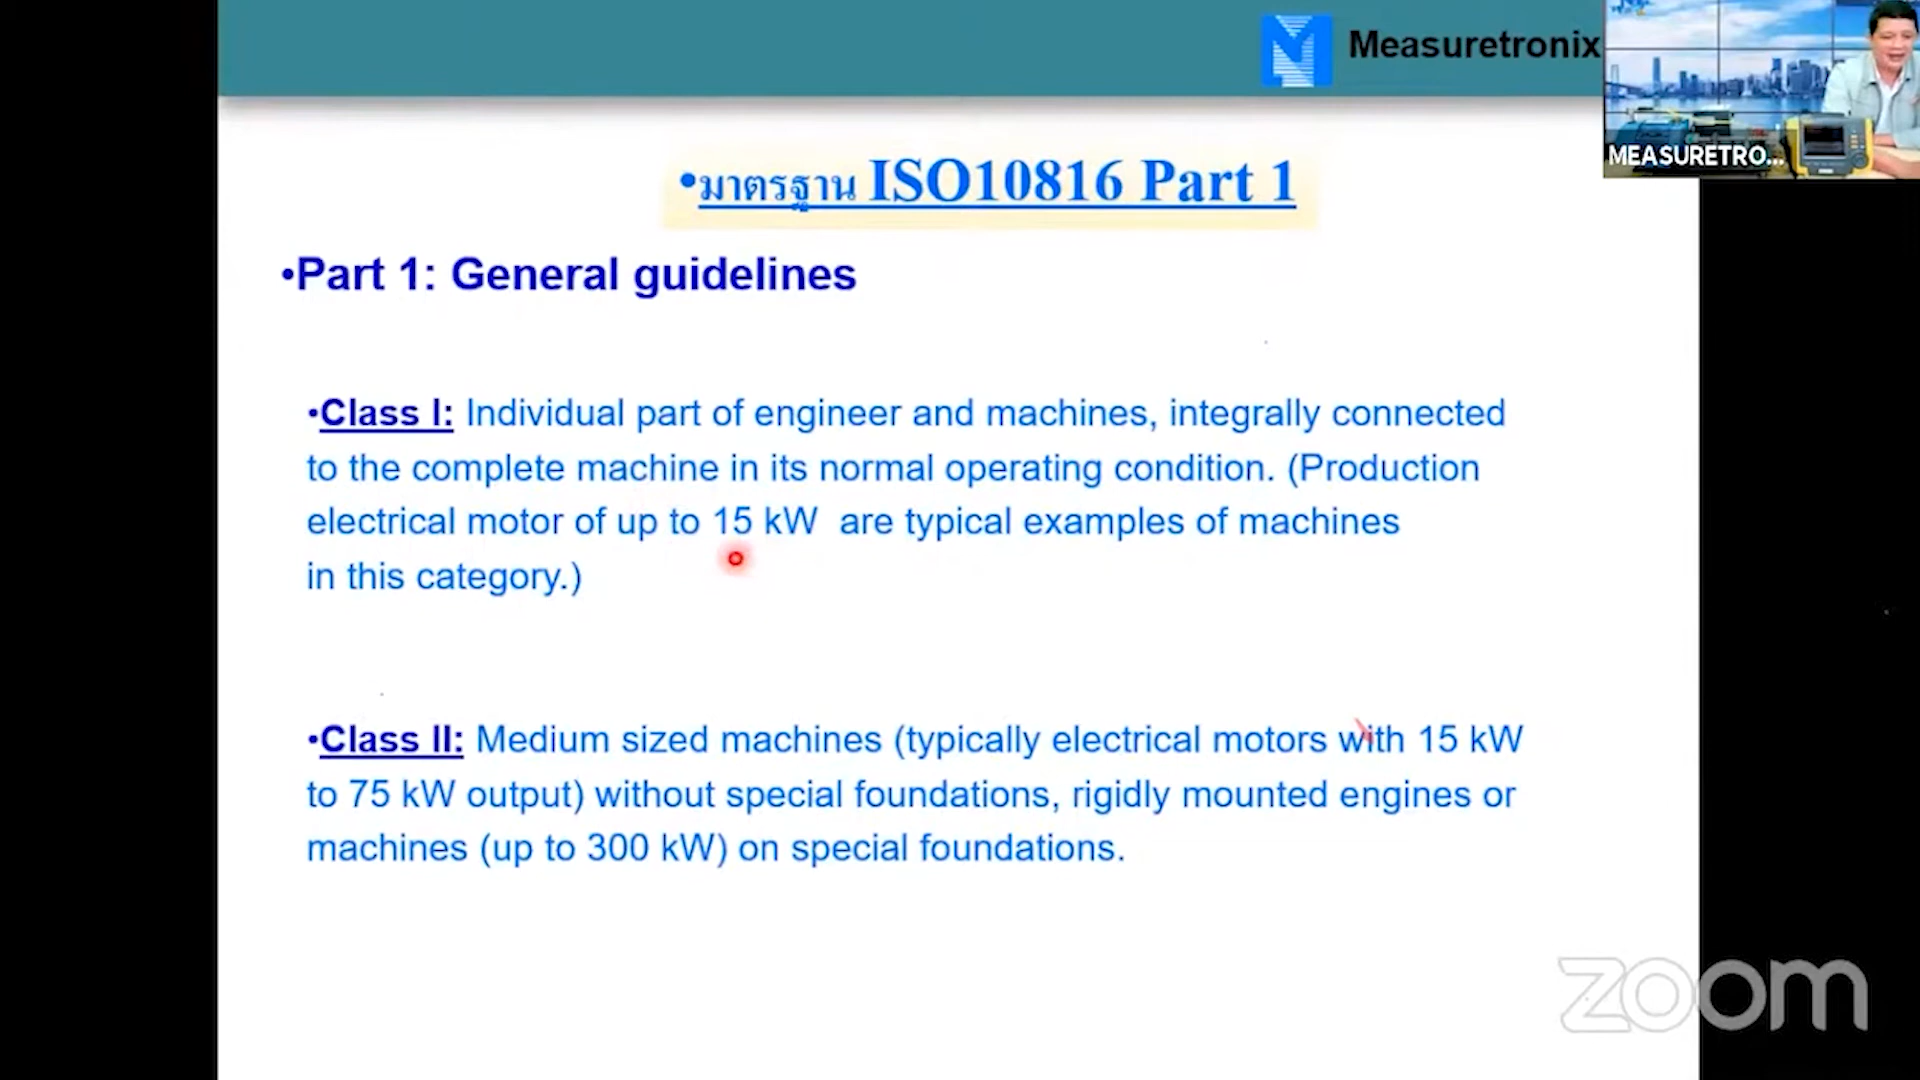 Measuretronix
MEASURETRO...
•มาตรฐาน ISO10816 Part 1
•Part 1: General guidelines
•Class I: Individual part of engineer and machines, integrally connected
to the complete machine in its normal operating condition. (Production
electrical motor of up to 15 kW are typical examples of machines
in this category.)
•Class II: Medium sized machines (typically electrical motors with 15 kW
to 75 kW output) without special foundations, rigidly mounted engines or
machines (up to 300 kW) on special foundations.
zoom